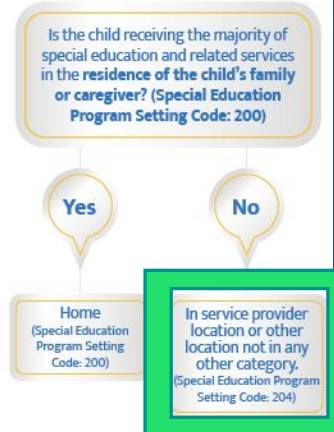 Is the child receiving the majority of
special education and related services
in the residence of the child's family
or caregiver? (Special Education
Program Setting Code: 200)
Yes
No
Home
(Special Education
Program Setting
Code: 200)
In service provider
location or other
location not in any
other category.
(Special Education Program
Setting Code: 204)